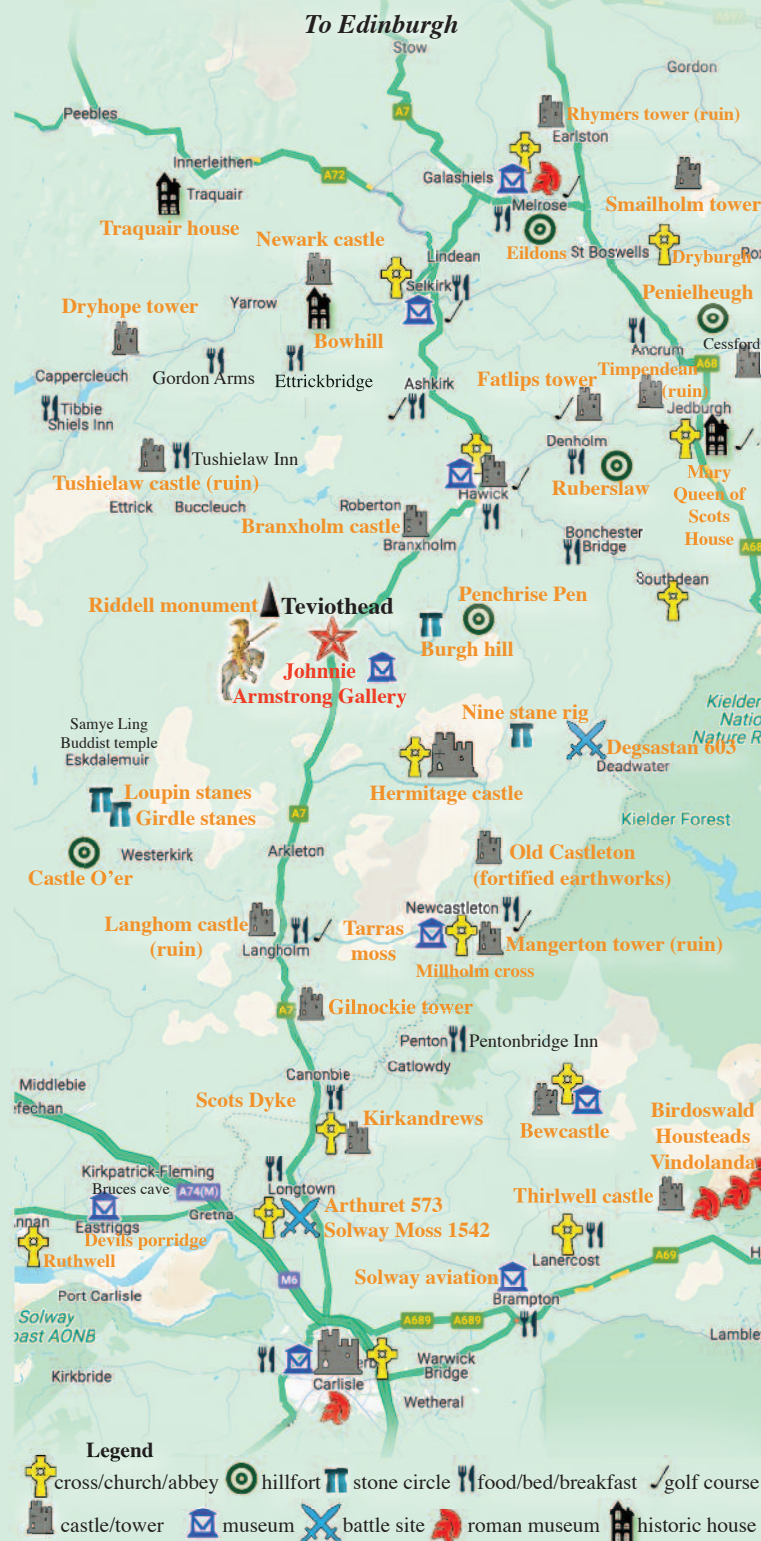 To Edinburgh
Stow
Gordon
A7
Peebles
Rhymers tower (ruin)
Earlston
Innerleithen
A72
Galashiels
Traquair
Melrose
Smailholm tower
Traquair house
Newark castle
Eildons
St Boswells
Dryburgh
Lindean
Selkirk
Penielheugh
Yarrow
Dryhope tower
Bowhill
Ancrum
Cessford
A68
Cappercleuch
Gordon Arms
Ettrickbridge
Ashkirk
Fatlips tower
Timpendean
(ruin)
Tibbie
Shiels Inn
Jedburgh
Denholm
Tushielaw Inn
Tushielaw castle (ruin)
Hawick
Ruberslaw
Mary
Queen of
Scots
House
Ettrick
Buccleuch
Roberton
Branxholm castle
Branxholm
Bonchester
Bridge
A68
Southdean
Riddell monument
Teviothead
Penchrise Pen
Burgh hill
Johnnie
Armstrong Gallery
Nine stane rig
Kielder
Samye Ling
Buddist temple
Eskdalemuir
Degsastan 603
Deadwater
Nature R
Hermitage castle
Loupin stanes
Girdle stanes
A7
Kielder Forest
Castle O'er
Westerkirk
Arkleton
Old Castleton
(fortified earthworks)
Langhom castle
(ruin)
Langholm
Newcastleton
Tarras
moss
Mangerton tower (ruin)
Millholm cross
A7
Gilnockie tower
Penton
Pentonbridge Inn
Catlowdy
Canonbie
Middlebie
efechan
Scots Dyke
Kirkandrews
Bewcastle
Birdoswald
Housteads
Vindolanda
Kirkpatrick-Fleming
Bruces cave
A74(M)
Longtown
Thirlwell castle
nnan
Eastriggs
Gretna
Arthuret 573
Solway Moss 1542
Devils porridge
Ruthwell
Lanercost
A69
Port Carlisle
M6
Solway aviation
Brampton
Solway
oast AONB
A689
A689
Lambley
Kirkbride
Carlisle
Warwick
Bridge
Wetheral
Legend
cross/church/abbey
hillfort
stone circle
food/bed/breakfast
golf course
castle/tower
museum
battle site
roman museum
historic house